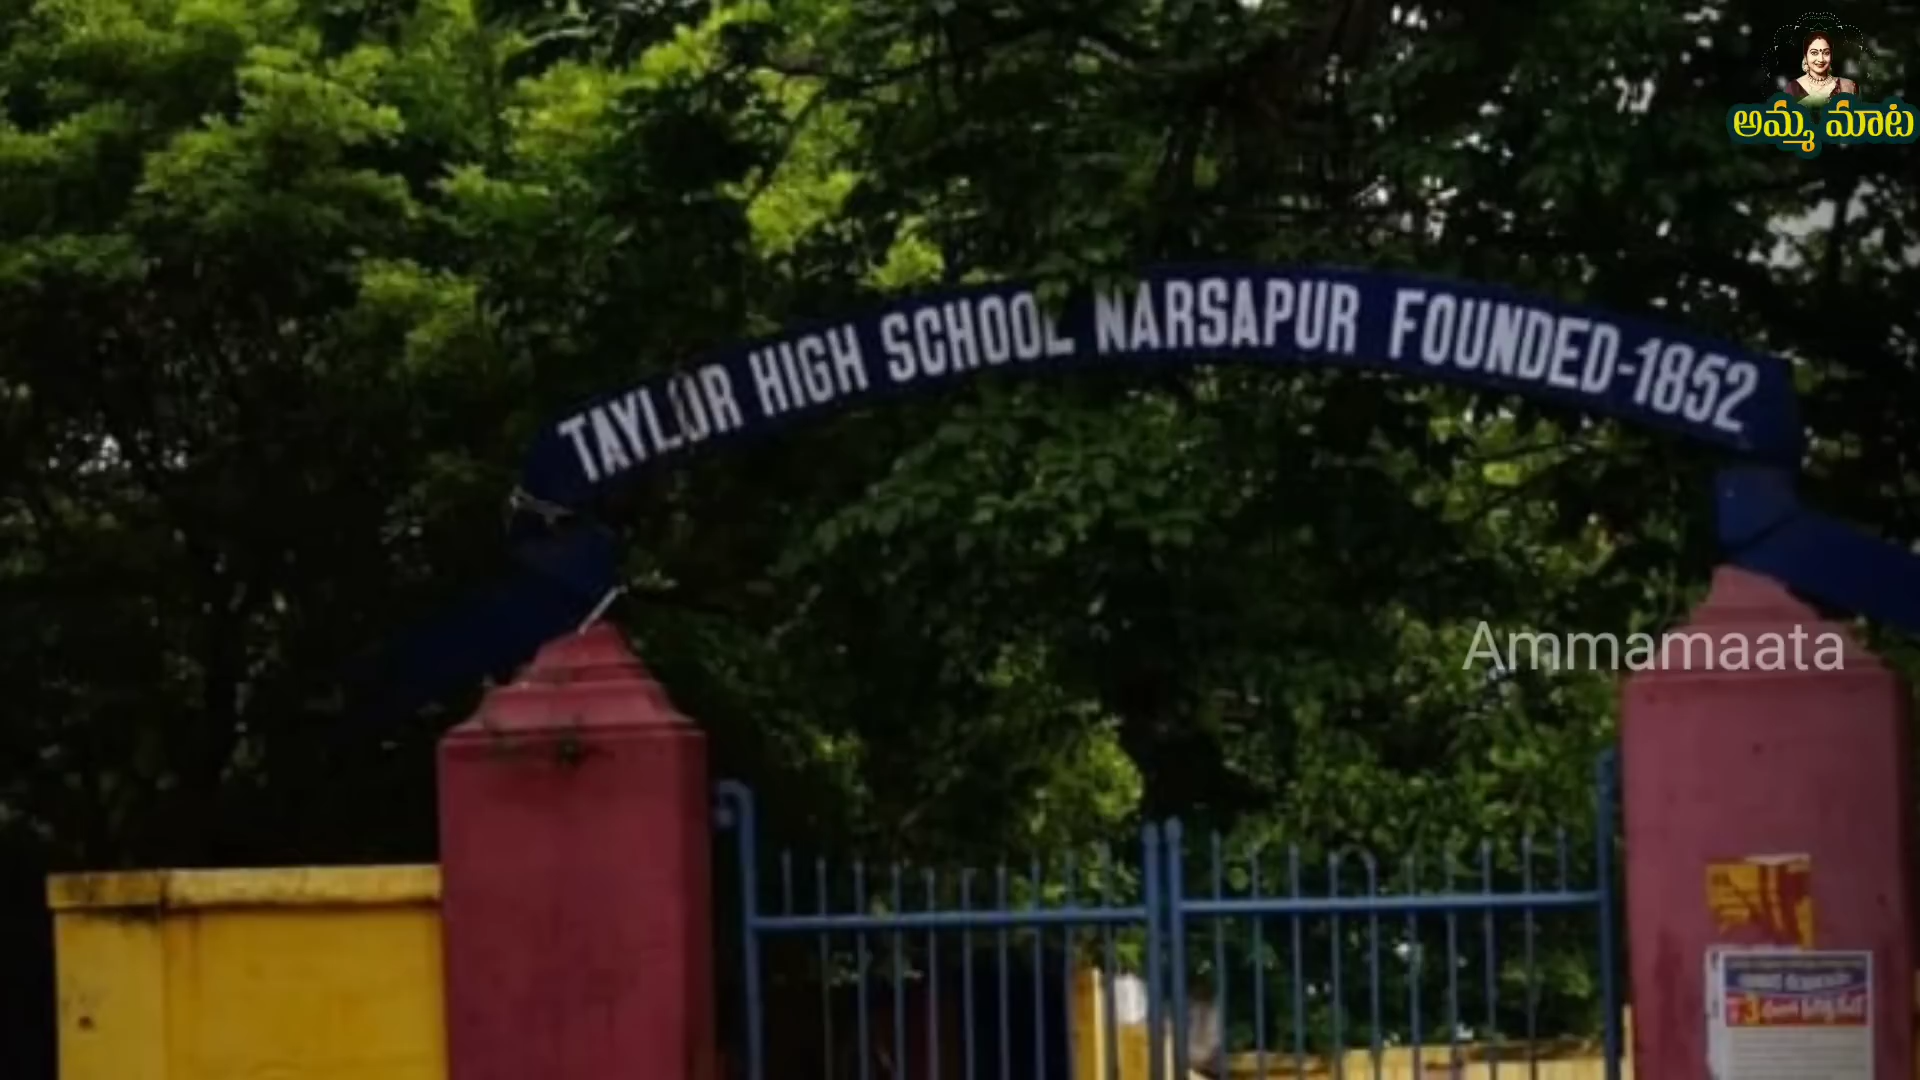 అమ్మ మాట
TAYLOR HIGH SCHOOL NARSAPUR FOUNDED-1852
Ammamaata